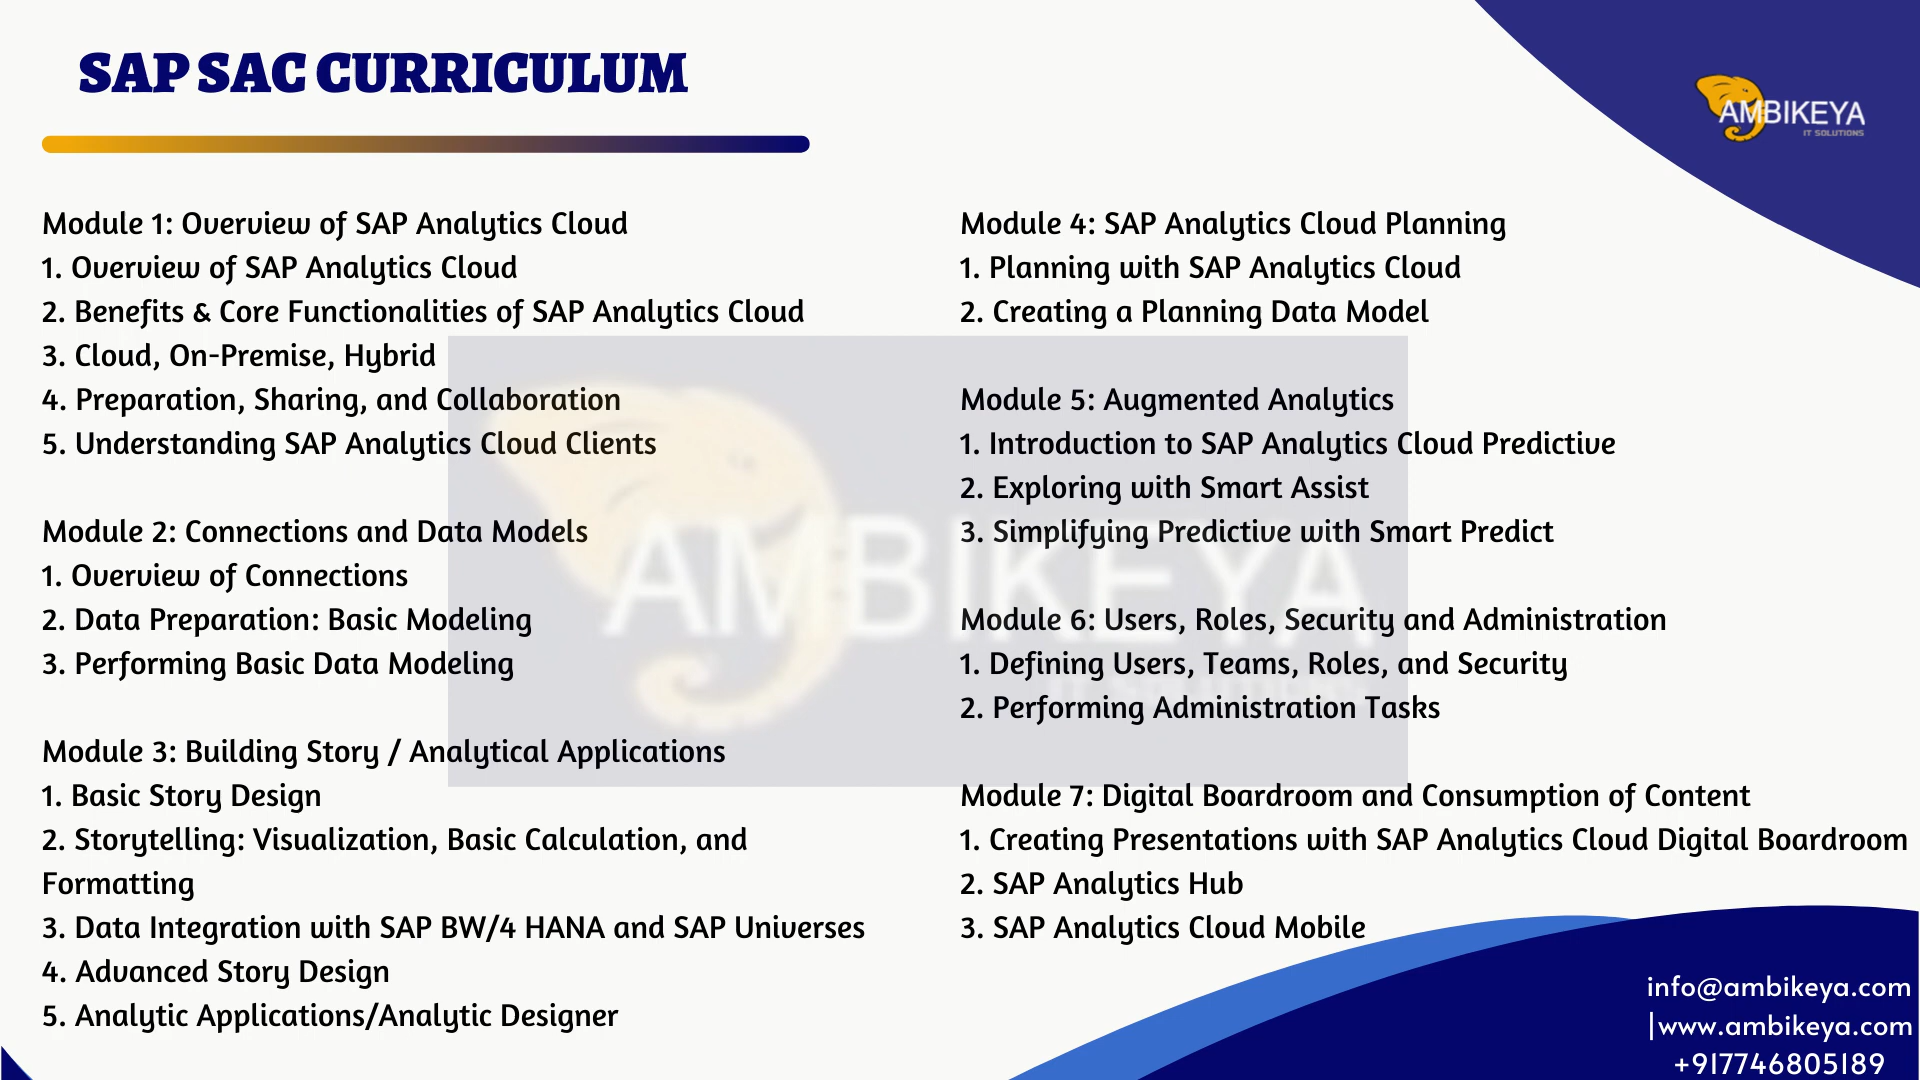 SAP SAC CURRICULUM
AMBIKEYA
IT SOLUTIONS
Module 1: Overview of SAP Analytics Cloud
1. Overview of SAP Analytics Cloud
2. Benefits & Core Functionalities of SAP Analytics Cloud
3. Cloud, On-Premise, Hybrid
4. Preparation, Sharing, and Collaboration
5. Understanding SAP Analytics Cloud Clients
Module 2: Connections and Data Models
1. Overview of Connections
2. Data Preparation: Basic Modeling
3. Performing Basic Data Modeling
Module 3: Building Story / Analytical Applications
1. Basic Story Design
2. Storytelling: Visualization, Basic Calculation, and
Formatting
3. Data Integration with SAP BW/4 HANA and SAP Universes
4. Advanced Story Design
5. Analytic Applications/Analytic Designer
Module 4: SAP Analytics Cloud Planning
1. Planning with SAP Analytics Cloud
2. Creating a Planning Data Model
Module 5: Augmented Analytics
1. Introduction to SAP Analytics Cloud Predictive
2. Exploring with Smart Assist
3. Simplifying Predictive with Smart Predict
Module 6: Users, Roles, Security and Administration
1. Defining Users, Teams, Roles, and Security
2. Performing Administration Tasks
Module 7: Digital Boardroom and Consumption of Content
1. Creating Presentations with SAP Analytics Cloud Digital Boardroom
2. SAP Analytics Hub
3. SAP Analytics Cloud Mobile
AMBIKEYA
info@ambikeya.com
|www.ambikeya.com
+917746805189